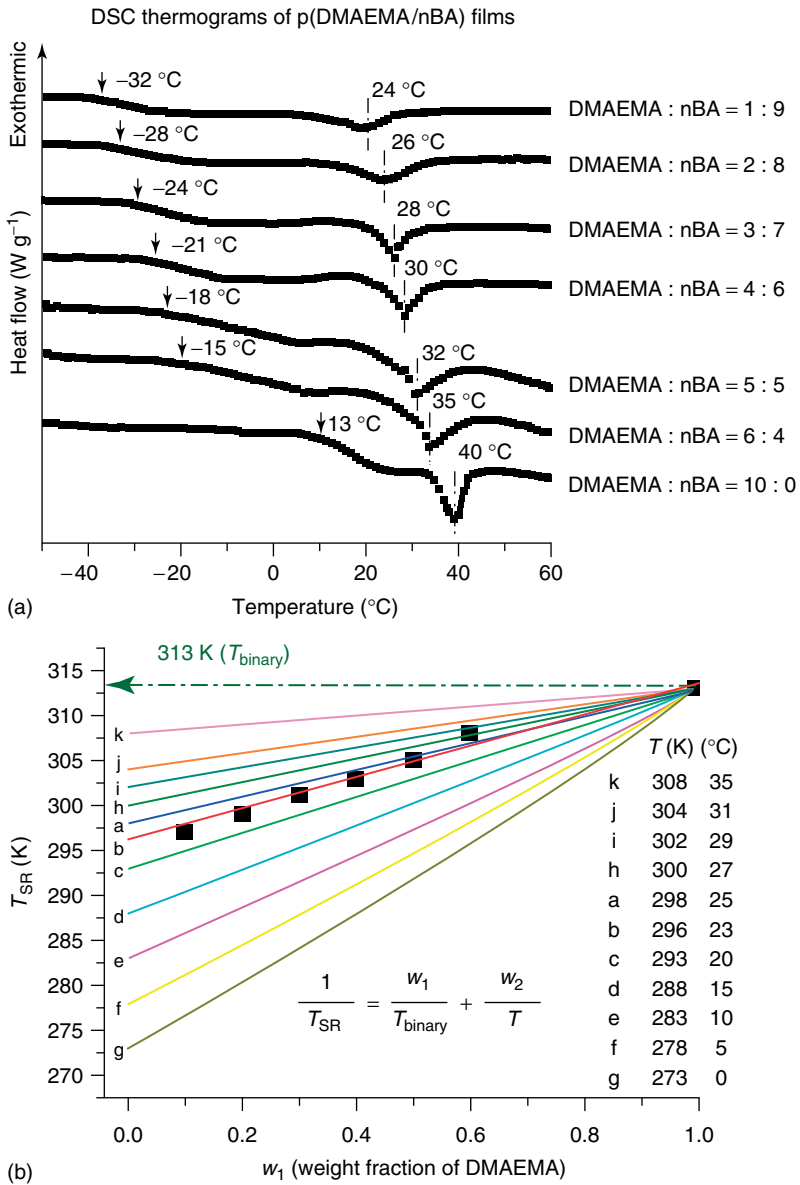 DSC thermograms of p(DMAEMA/nBA) films
Exothermic
Heat flow (W g⁻¹)
−32 °C
24 °C
DMAEMA : nBA = 1 : 9
−28 °C
26 °C
DMAEMA : nBA = 2 : 8
−24 °C
28 °C
DMAEMA : nBA = 3 : 7
−21 °C
30 °C
DMAEMA : nBA = 4 : 6
−18 °C
32 °C
DMAEMA : nBA = 5 : 5
−15 °C
35 °C
DMAEMA : nBA = 6 : 4
13 °C
40 °C
DMAEMA : nBA = 10 : 0
−40 −20 0 20 40 60
Temperature (°C)
(a)
313 K (T_binary)
T_SR (K)
315
310
305
300
295
290
285
280
275
270
k
j
i
h
a
b
c
d
e
f
g
T (K) (°C)
k 308 35
j 304 31
i 302 29
h 300 27
a 298 25
b 296 23
c 293 20
d 288 15
e 283 10
f 278 5
g 273 0
1/T_SR = w₁/T_binary + w₂/T
0.0 0.2 0.4 0.6 0.8 1.0
w₁ (weight fraction of DMAEMA)
(b)